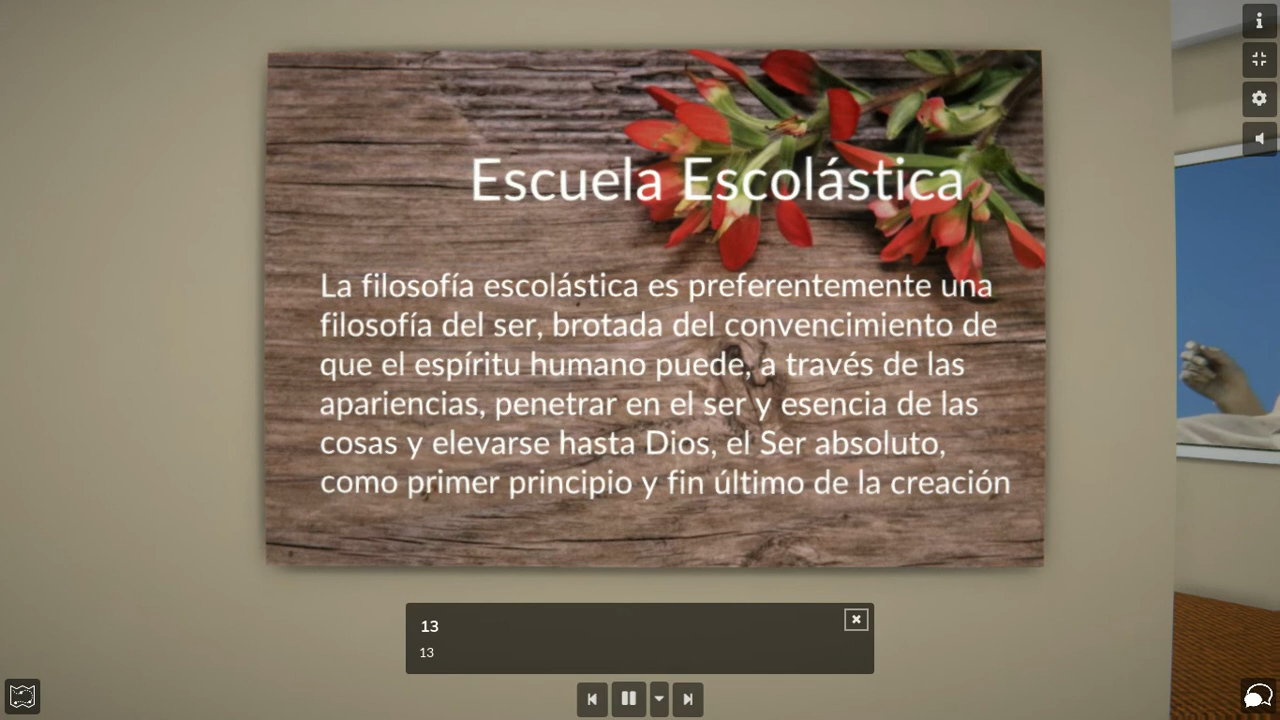 Escuela Escolástica
La filosofía escolástica es preferentemente una
filosofía del ser, brotada del convencimiento de
que el espíritu humano puede, a través de las
apariencias, penetrar en el ser y esencia de las
cosas y elevarse hasta Dios, el Ser absoluto,
como primer principio y fin último de la creación
13
13